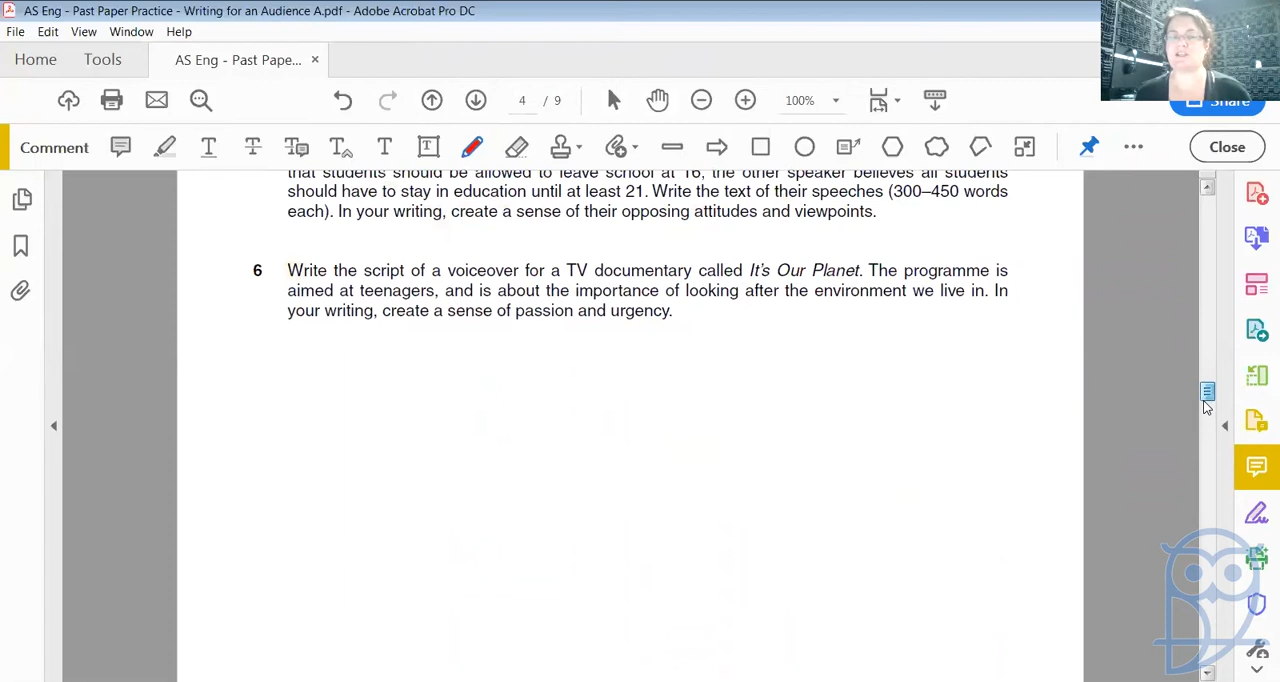 AS Eng - Past Paper Practice - Writing for an Audience A.pdf - Adobe Acrobat Pro DC
File Edit View Window Help
Home Tools AS Eng - Past Pape... ×
4 / 9 100% Share
Comment Close
that students should be allowed to leave school at 16, the other speaker believes all students
should have to stay in education until at least 21. Write the text of their speeches (300–450 words
each). In your writing, create a sense of their opposing attitudes and viewpoints.
6 Write the script of a voiceover for a TV documentary called It's Our Planet. The programme is
aimed at teenagers, and is about the importance of looking after the environment we live in. In
your writing, create a sense of passion and urgency.